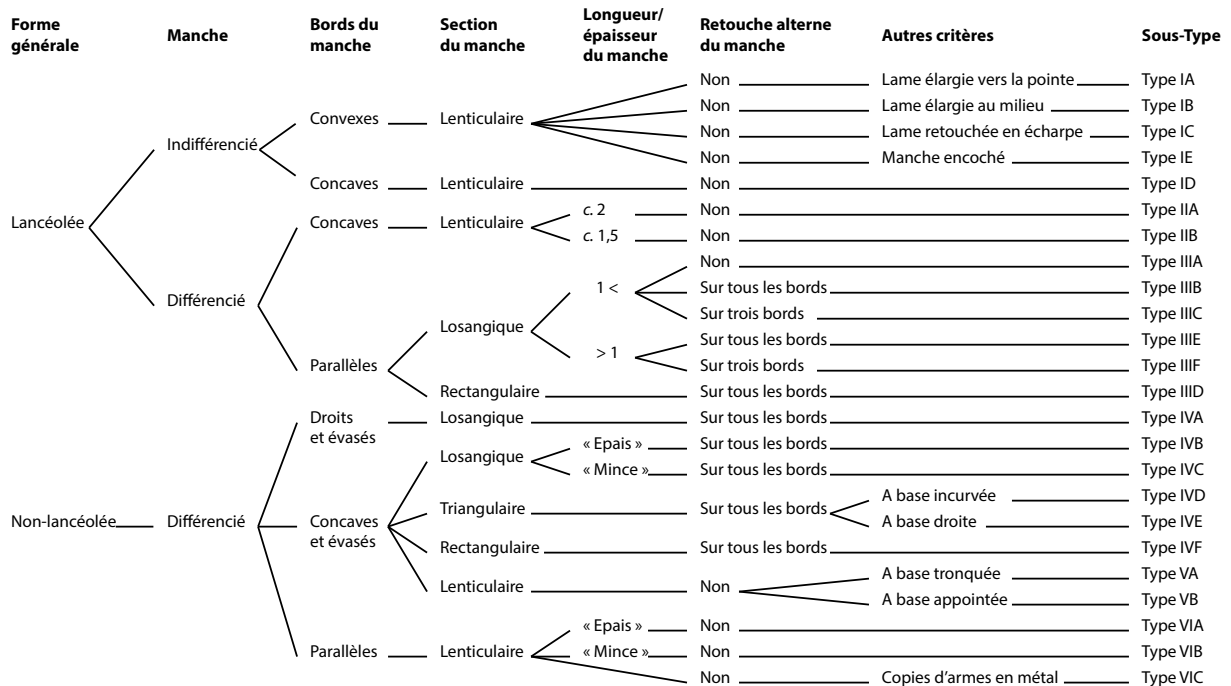 Forme générale Manche Bords du manche Section du manche Longueur/ épaisseur du manche Retouche alterne du manche Autres critères Sous-Type
Non Lame élargie vers la pointe Type IA
Non Lame élargie au milieu Type IB
Convexes Lenticulaire
Non Lame retouchée en écharpe Type IC
Indifférencié
Non Manche encoché Type IE
Concaves Lenticulaire Non Type ID
Lancéolée Concaves Lenticulaire c. 2 Non Type IIA
c. 1,5 Non Type IIB
Non Type IIIA
Différencié 1 < Sur tous les bords Type IIIB
Sur trois bords Type IIIC
Losangique
Sur tous les bords Type IIIE
> 1
Parallèles Sur trois bords Type IIIF
Rectangulaire Sur tous les bords Type IIID
Droits et évasés Losangique Sur tous les bords Type IVA
« Epais » Sur tous les bords Type IVB
Losangique
« Mince » Sur tous les bords Type IVC
A base incurvée Type IVD
Triangulaire Sur tous les bords
Non-lancéolée Différencié Concaves et évasés A base droite Type IVE
Rectangulaire Sur tous les bords Type IVF
A base tronquée Type VA
Lenticulaire Non
A base appointée Type VB
« Epais » Non Type VIA
Parallèles Lenticulaire « Mince » Non Type VIB
Non Copies d'armes en métal Type VIC